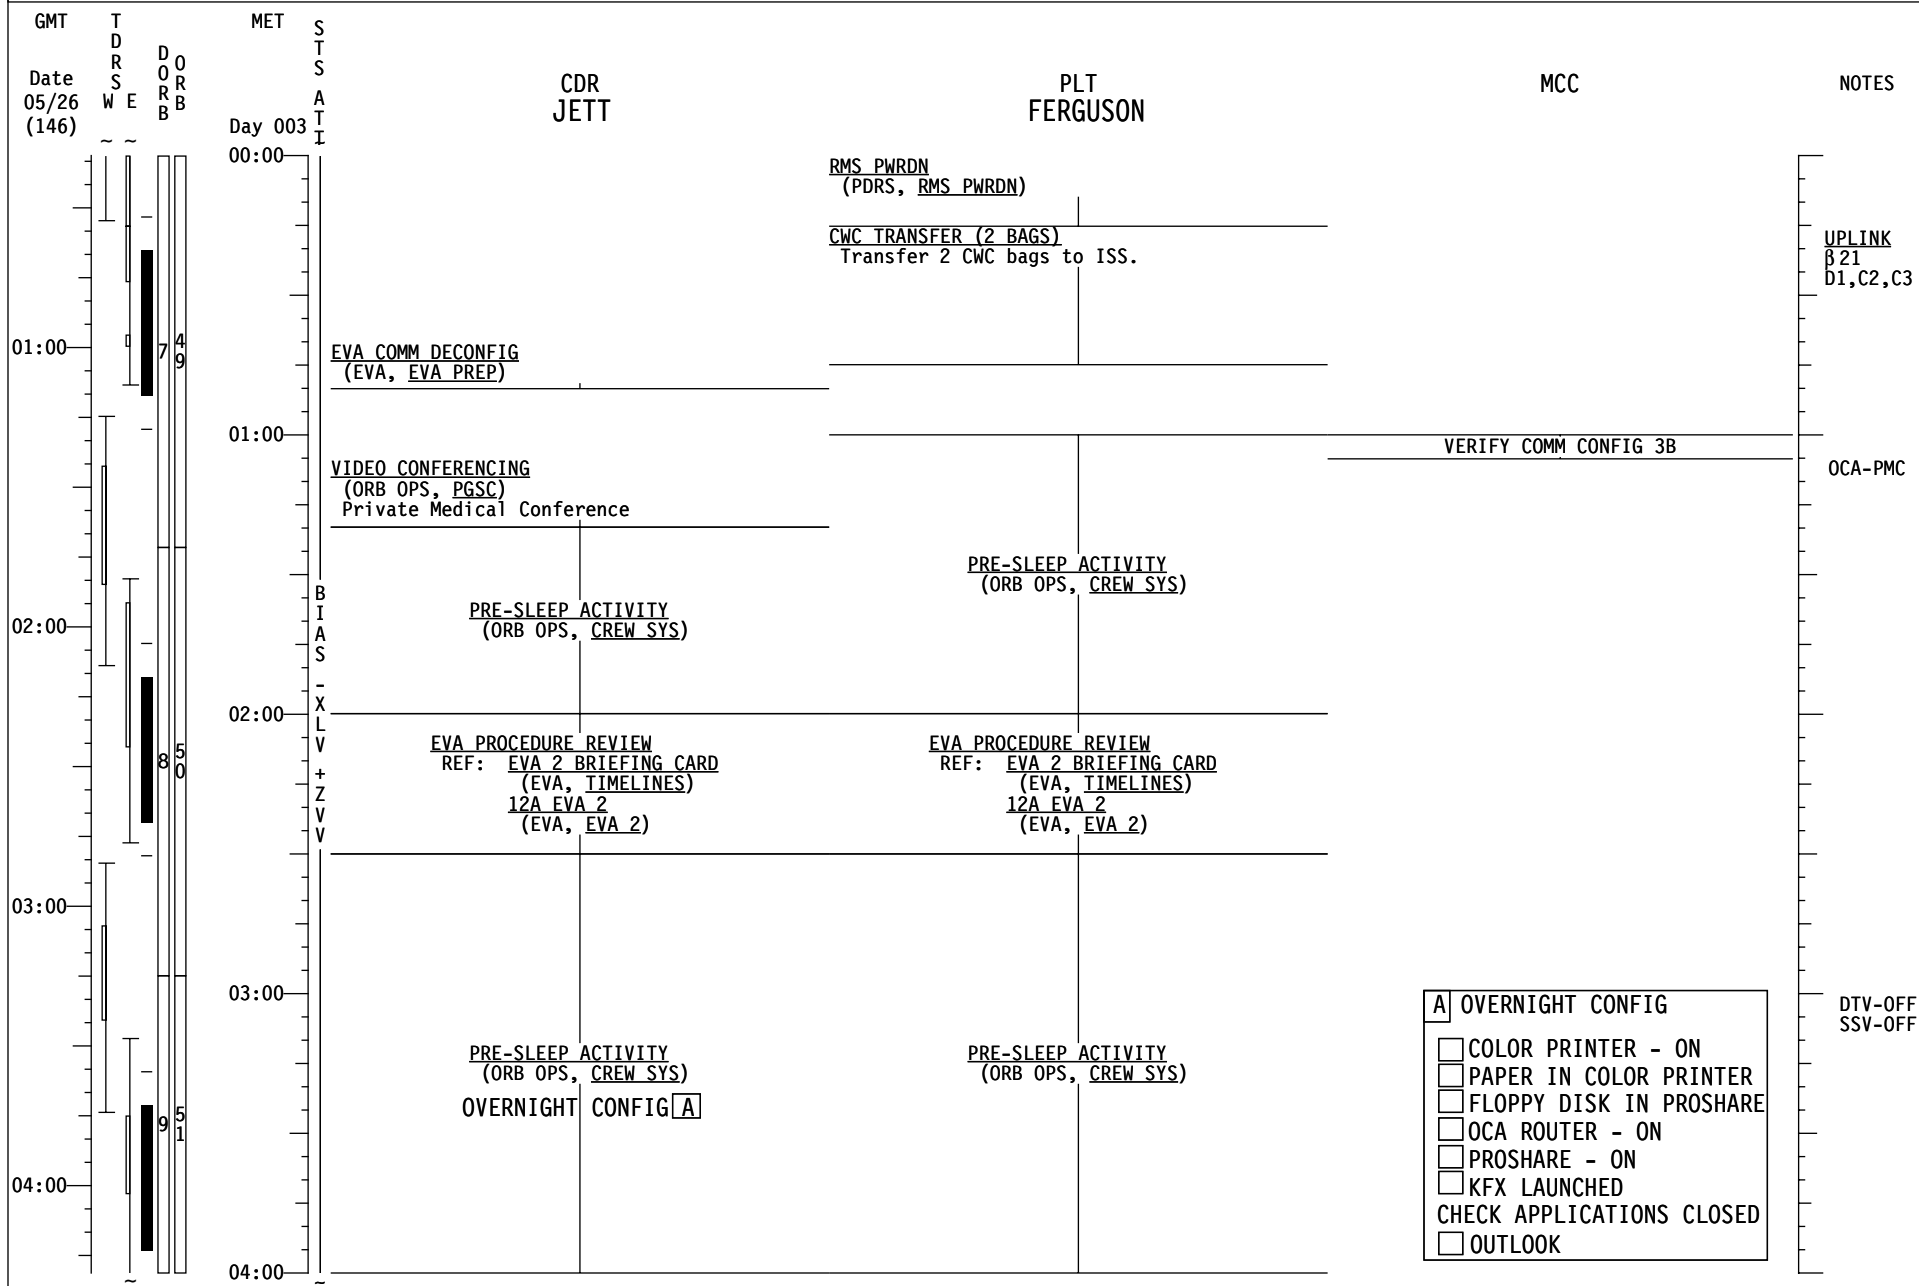 GMT
TDRS
W E
DORB
ORB
MET
STS ATT
Date
05/26
(146)
Day 003
CDR
JETT
PLT
FERGUSON
MCC
NOTES
~ ~
~
00:00
RMS PWRDN
(PDRS, RMS PWRDN)
CWC TRANSFER (2 BAGS)
Transfer 2 CWC bags to ISS.
UPLINK
β21
D1,C2,C3
01:00
7
49
EVA COMM DECONFIG
(EVA, EVA PREP)
01:00
VERIFY COMM CONFIG 3B
VIDEO CONFERENCING
(ORB OPS, PGSC)
Private Medical Conference
OCA-PMC
PRE-SLEEP ACTIVITY
(ORB OPS, CREW SYS)
BIAS -XLV +ZVV
PRE-SLEEP ACTIVITY
(ORB OPS, CREW SYS)
02:00
02:00
8
50
EVA PROCEDURE REVIEW
REF: EVA 2 BRIEFING CARD
(EVA, TIMELINES)
12A EVA 2
(EVA, EVA 2)
EVA PROCEDURE REVIEW
REF: EVA 2 BRIEFING CARD
(EVA, TIMELINES)
12A EVA 2
(EVA, EVA 2)
03:00
03:00
DTV-OFF
SSV-OFF
PRE-SLEEP ACTIVITY
(ORB OPS, CREW SYS)
OVERNIGHT CONFIG A
PRE-SLEEP ACTIVITY
(ORB OPS, CREW SYS)
A OVERNIGHT CONFIG
COLOR PRINTER - ON
PAPER IN COLOR PRINTER
FLOPPY DISK IN PROSHARE
OCA ROUTER - ON
PROSHARE - ON
KFX LAUNCHED
CHECK APPLICATIONS CLOSED
OUTLOOK
9
51
04:00
04:00
~
~